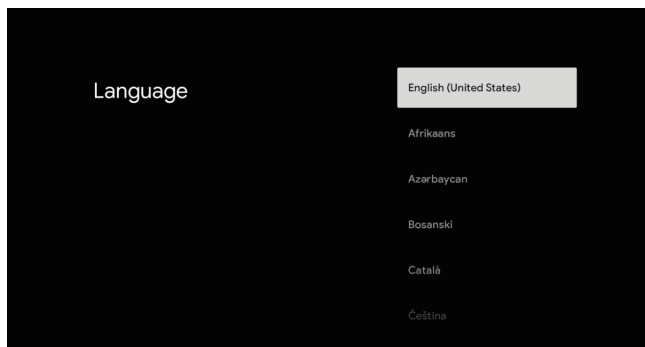 Language
English (United States)
Afrikaans
Azərbaycan
Bosanski
Català
Čeština